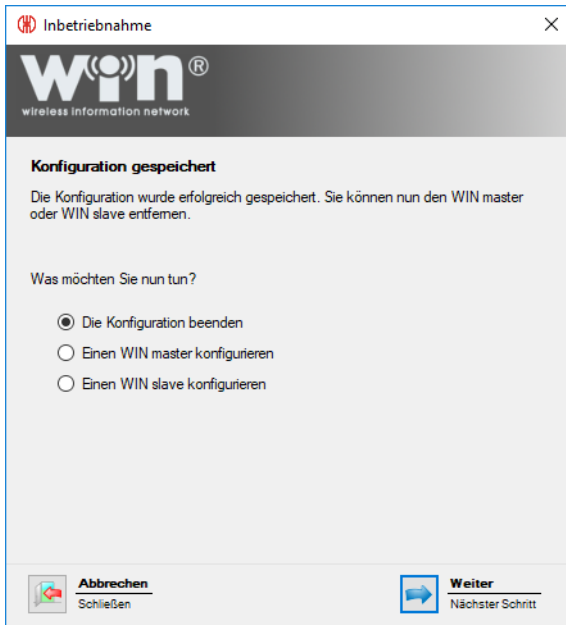 Inbetriebnahme
WIN®
wireless information network
Konfiguration gespeichert
Die Konfiguration wurde erfolgreich gespeichert. Sie können nun den WIN master
oder WIN slave entfernen.
Was möchten Sie nun tun?
Die Konfiguration beenden
Einen WIN master konfigurieren
Einen WIN slave konfigurieren
Abbrechen
Schließen
Weiter
Nächster Schritt